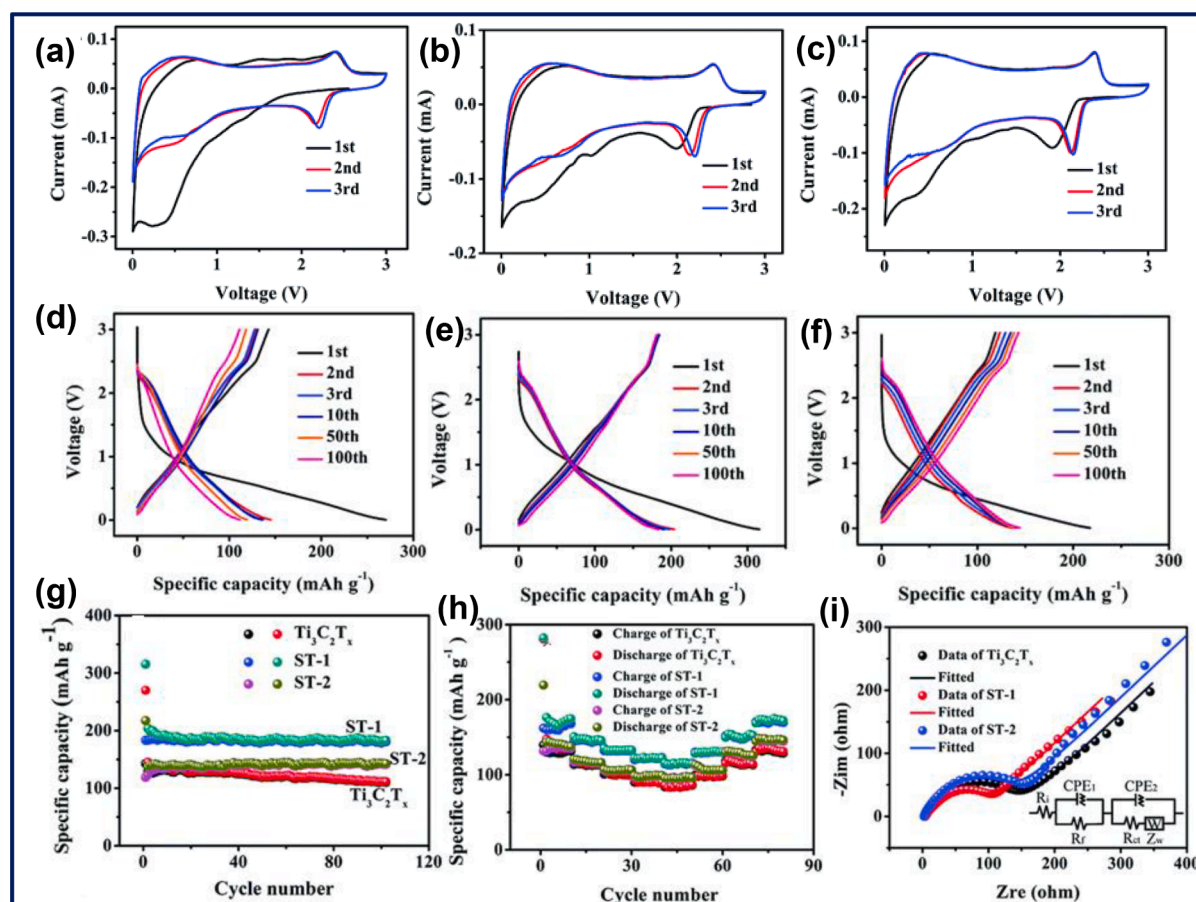 (a)
0.1
0.0
-0.1
-0.2
-0.3
Current (mA)
1st
2nd
3rd
0 1 2 3
Voltage (V)
(b)
0.1
0.0
-0.1
-0.2
Current (mA)
1st
2nd
3rd
0 1 2 3
Voltage (V)
(c)
0.1
0.0
-0.1
-0.2
Current (mA)
1st
2nd
3rd
0 1 2 3
Voltage (V)
(d)
3
2
1
0
Voltage (V)
1st
2nd
3rd
10th
50th
100th
0 100 200 300
Specific capacity (mAh g⁻¹)
(e)
3
2
1
0
Voltage (V)
1st
2nd
3rd
10th
50th
100th
0 100 200 300
Specific capacity (mAh g⁻¹)
(f)
3
2
1
0
Voltage (V)
1st
2nd
3rd
10th
50th
100th
0 100 200 300
Specific capacity (mAh g⁻¹)
(g)
400
300
200
100
0
Specific capacity (mAh g⁻¹)
Ti₃C₂Tₓ
ST-1
ST-2
ST-1
ST-2
Ti₃C₂Tₓ
0 40 80 120
Cycle number
(h)
300
200
100
0
Specific capacity (mAh g⁻¹)
Charge of Ti₃C₂Tₓ
Discharge of Ti₃C₂Tₓ
Charge of ST-1
Discharge of ST-1
Charge of ST-2
Discharge of ST-2
0 30 60 90
Cycle number
(i)
300
200
100
0
-Zim (ohm)
Data of Ti₃C₂Tₓ
Fitted
Data of ST-1
Fitted
Data of ST-2
Fitted
Ri CPE₁ CPE₂
Rf Rct W Zw
0 100 200 300 400
Zre (ohm)